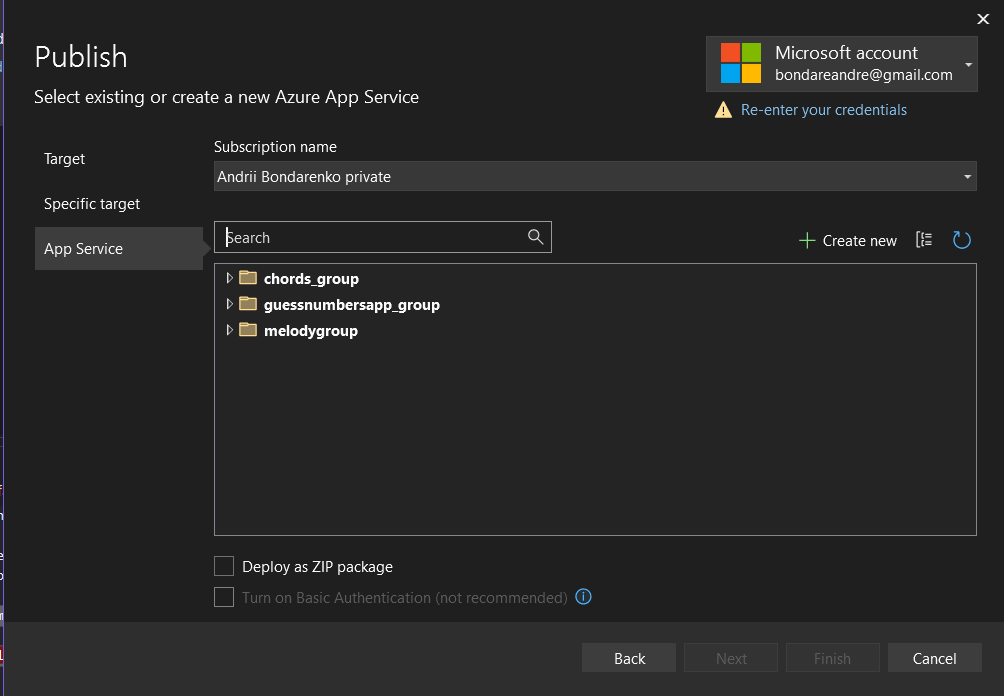 Publish
Select existing or create a new Azure App Service
Microsoft account
bondareandre@gmail.com
Re-enter your credentials
Target
Specific target
App Service
Subscription name
Andrii Bondarenko private
Search
Create new
chords_group
guessnumbersapp_group
melodygroup
Deploy as ZIP package
Turn on Basic Authentication (not recommended)
Back
Next
Finish
Cancel